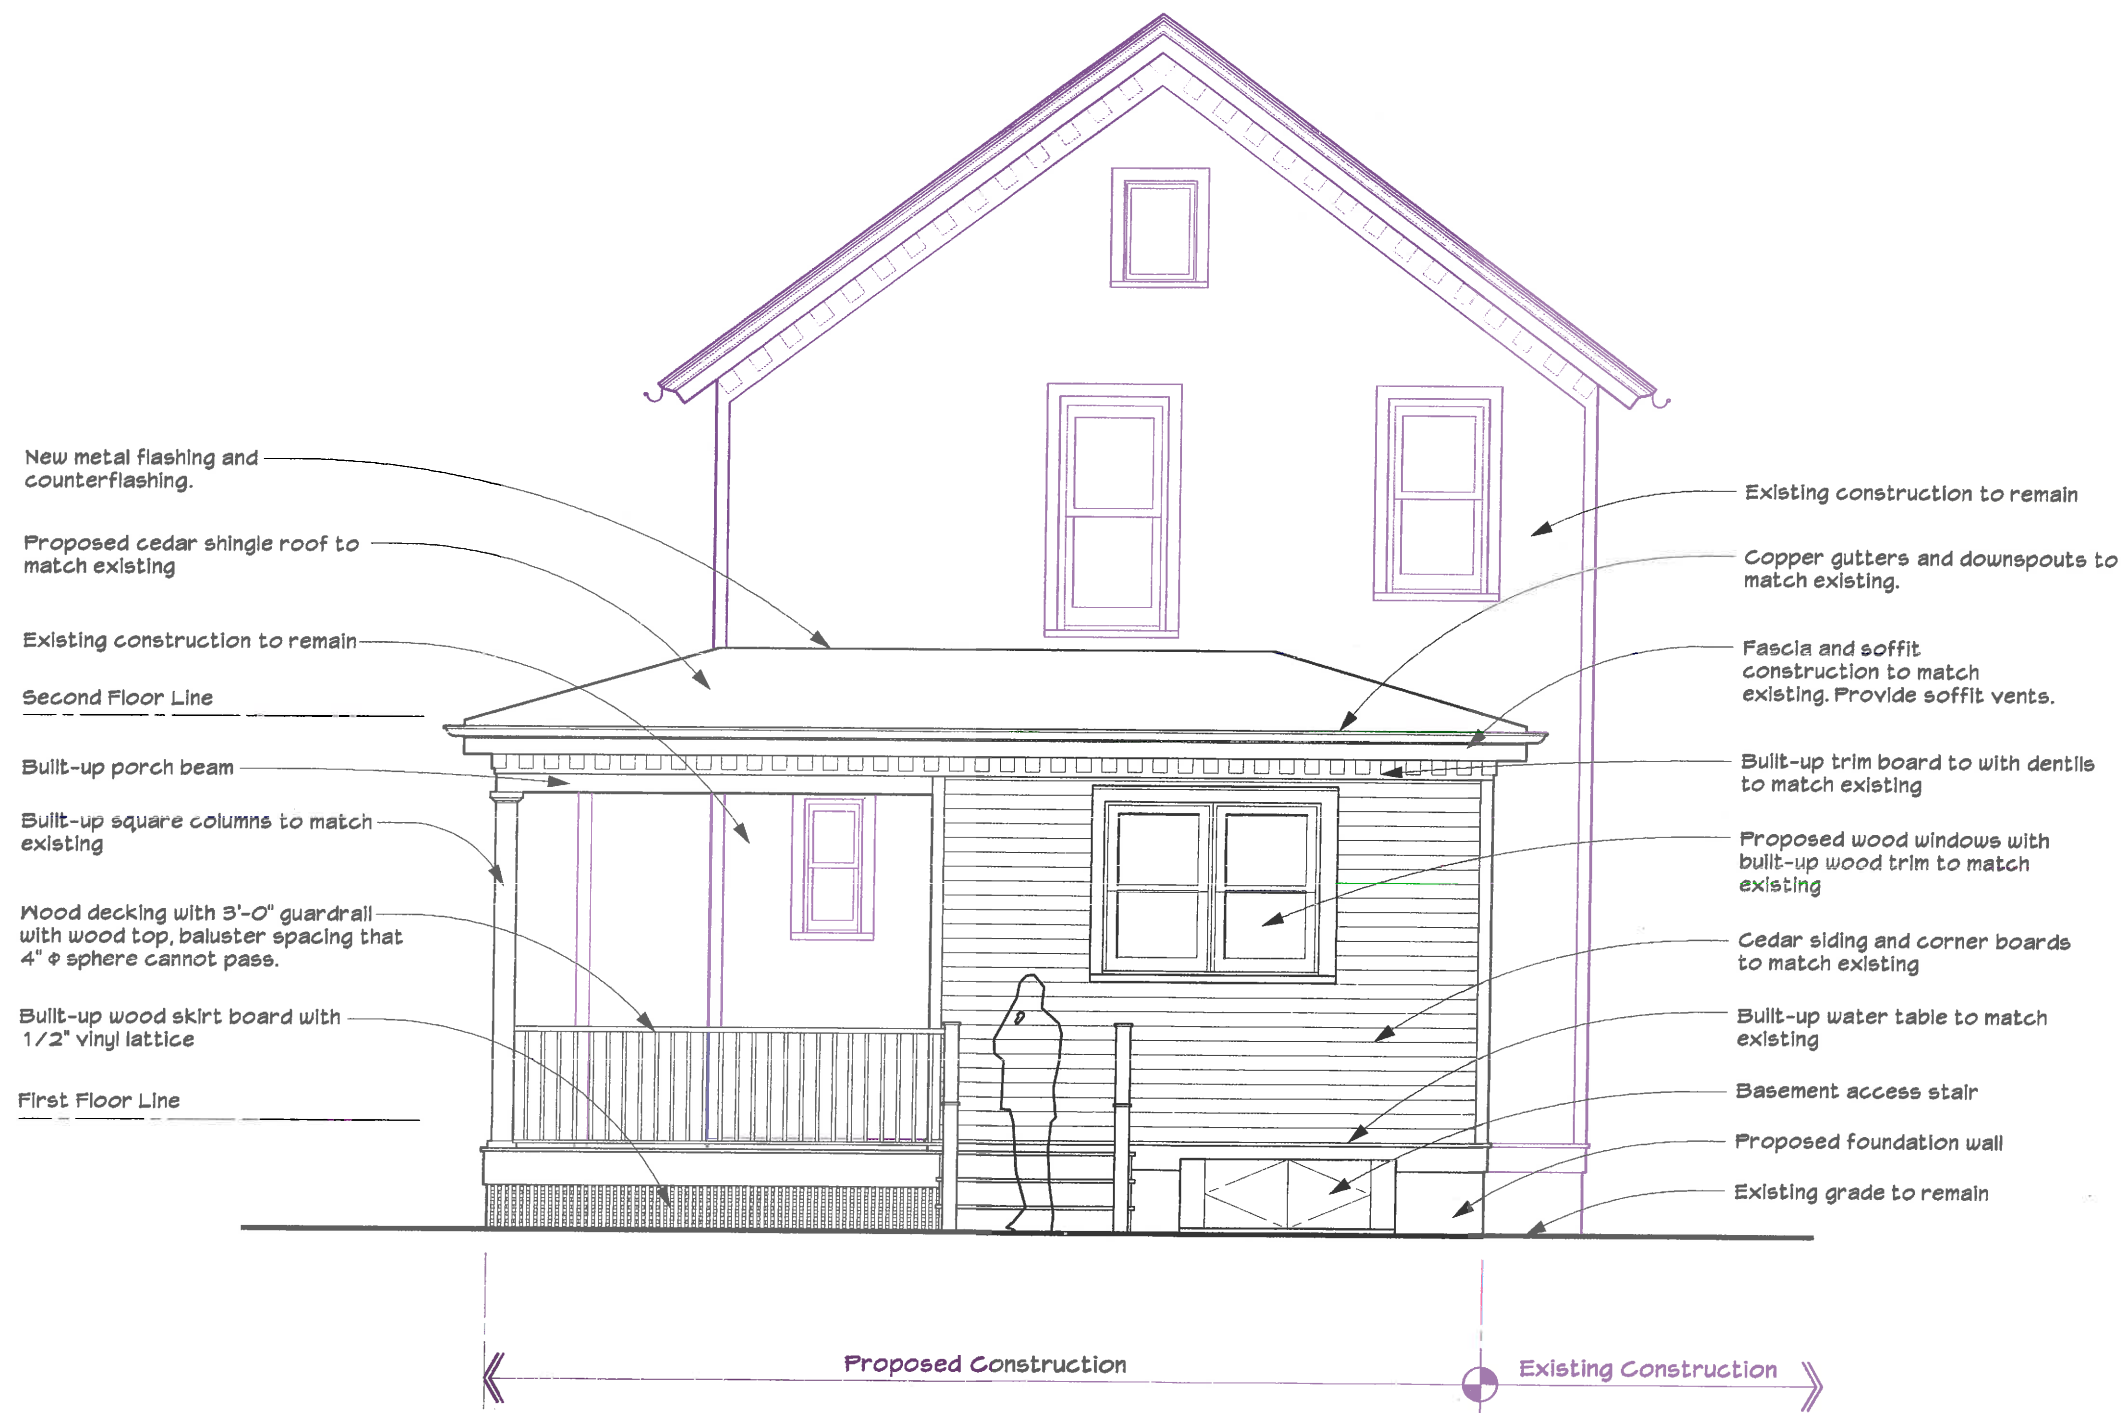 New metal flashing and
counterflashing.
Proposed cedar shingle roof to
match existing
Existing construction to remain
Second Floor Line
Built-up porch beam
Built-up square columns to match
existing
Wood decking with 3'-0" guardrail
with wood top, baluster spacing that
4" Φ sphere cannot pass.
Built-up wood skirt board with
1/2" vinyl lattice
First Floor Line
Existing construction to remain
Copper gutters and downspouts to
match existing.
Fascia and soffit
construction to match
existing. Provide soffit vents.
Built-up trim board to with dentils
to match existing
Proposed wood windows with
built-up wood trim to match
existing
Cedar siding and corner boards
to match existing
Built-up water table to match
existing
Basement access stair
Proposed foundation wall
Existing grade to remain
Proposed Construction
Existing Construction